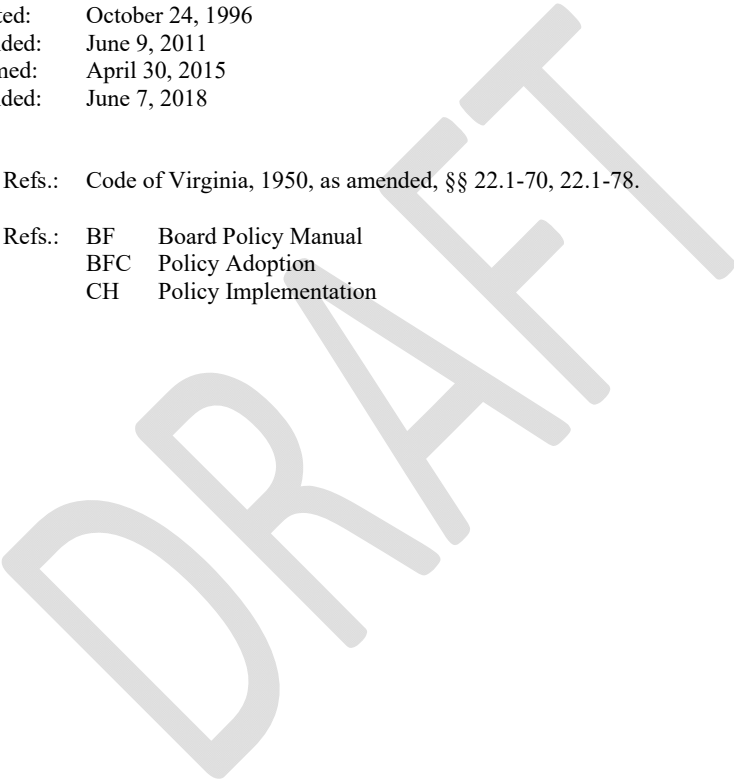 ted: October 24, 1996
ded: June 9, 2011
ned: April 30, 2015
ded: June 7, 2018
Refs.: Code of Virginia, 1950, as amended, §§ 22.1-70, 22.1-78.
Refs.: BF Board Policy Manual
BFC Policy Adoption
CH Policy Implementation
DRAFT